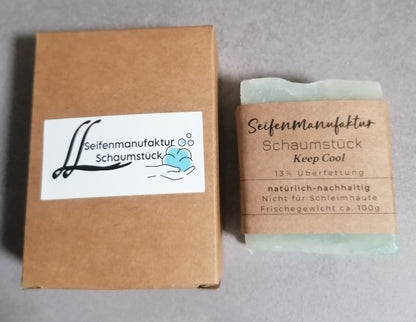 Seifenmanufaktur
Schaumstück
Seifenmanufaktur
Schaumstück
Keep Cool
13% Überfettung
natürlich-nachhaltig
Nicht für Schleimhäute
Frischegewicht ca. 100g